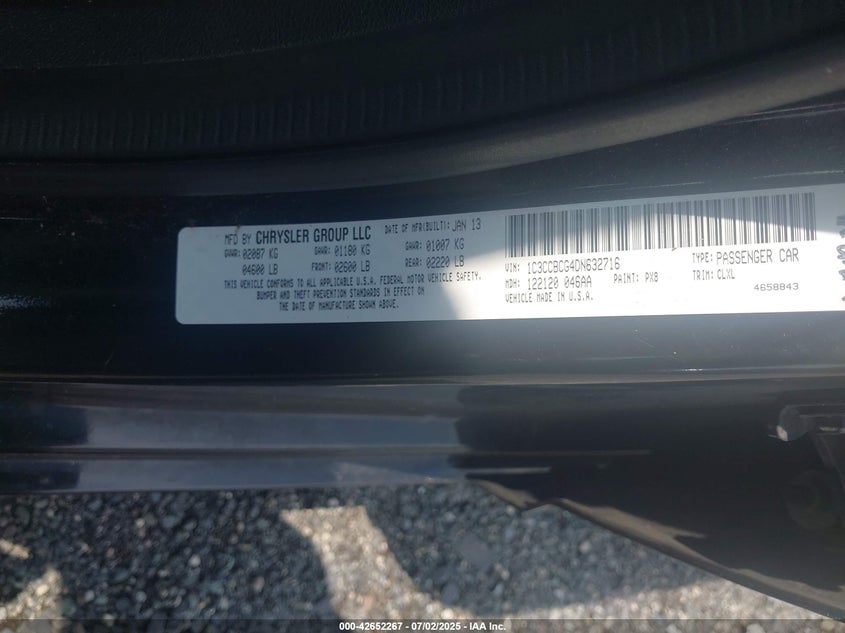 MFD BY CHRYSLER GROUP LLC DATE OF MFR(BUILT): JAN 13
GVWR: 02087 KG GAWR: 01180 KG GAWR: 01007 KG
04600 LB FRONT: 02600 LB REAR: 02220 LB
THIS VEHICLE CONFORMS TO ALL APPLICABLE U.S.A. FEDERAL MOTOR VEHICLE SAFETY,
BUMPER AND THEFT PREVENTION STANDARDS IN EFFECT ON
THE DATE OF MANUFACTURE SHOWN ABOVE.
VIN: 1C3CCBCG4DN632716 TYPE: PASSENGER CAR
MDH: 122120 046AA PAINT: PX8 TRIM: CLXL
VEHICLE MADE IN U.S.A. 4658843
000-42652267 - 07/02/2025 - IAA Inc.